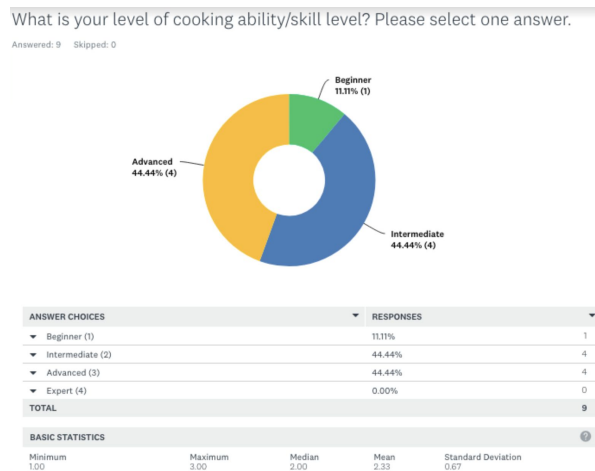 What is your level of cooking ability/skill level? Please select one answer.
Answered: 9 Skipped: 0
Beginner
11.11% (1)
Advanced
44.44% (4)
Intermediate
44.44% (4)
ANSWER CHOICES RESPONSES
Beginner (1) 11.11% 1
Intermediate (2) 44.44% 4
Advanced (3) 44.44% 4
Expert (4) 0.00% 0
TOTAL 9
BASIC STATISTICS ?
Minimum Maximum Median Mean Standard Deviation
1.00 3.00 2.00 2.33 0.67